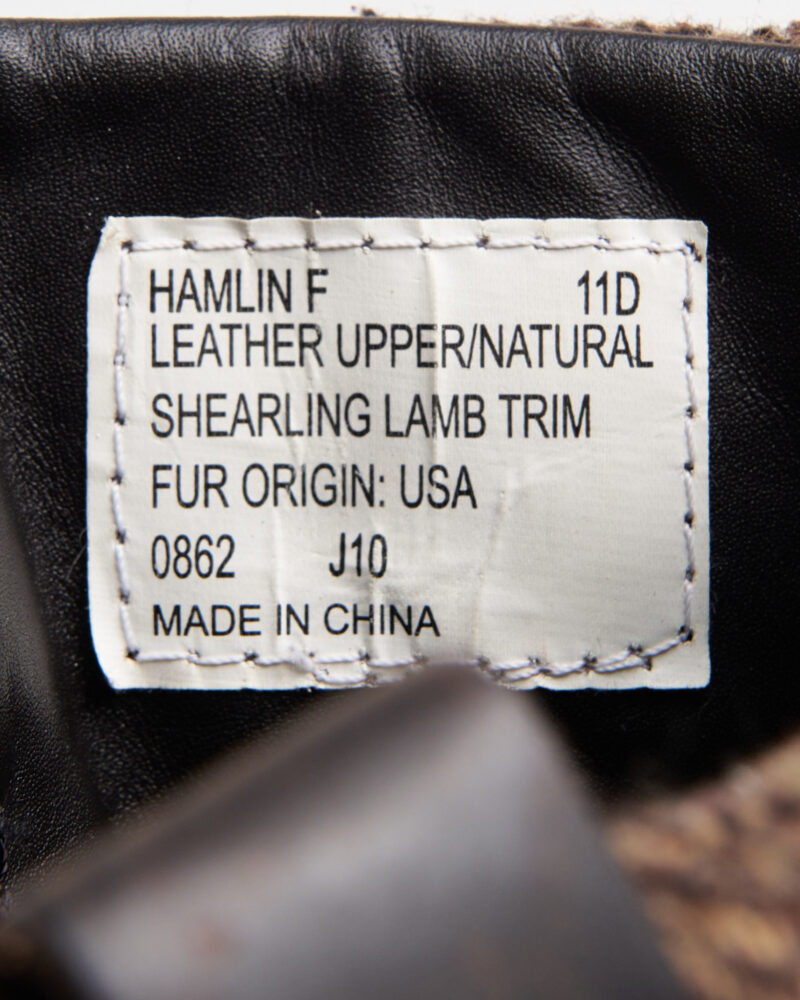 HAMLIN F 11D
LEATHER UPPER/NATURAL
SHEARLING LAMB TRIM
FUR ORIGIN: USA
0862 J10
MADE IN CHINA